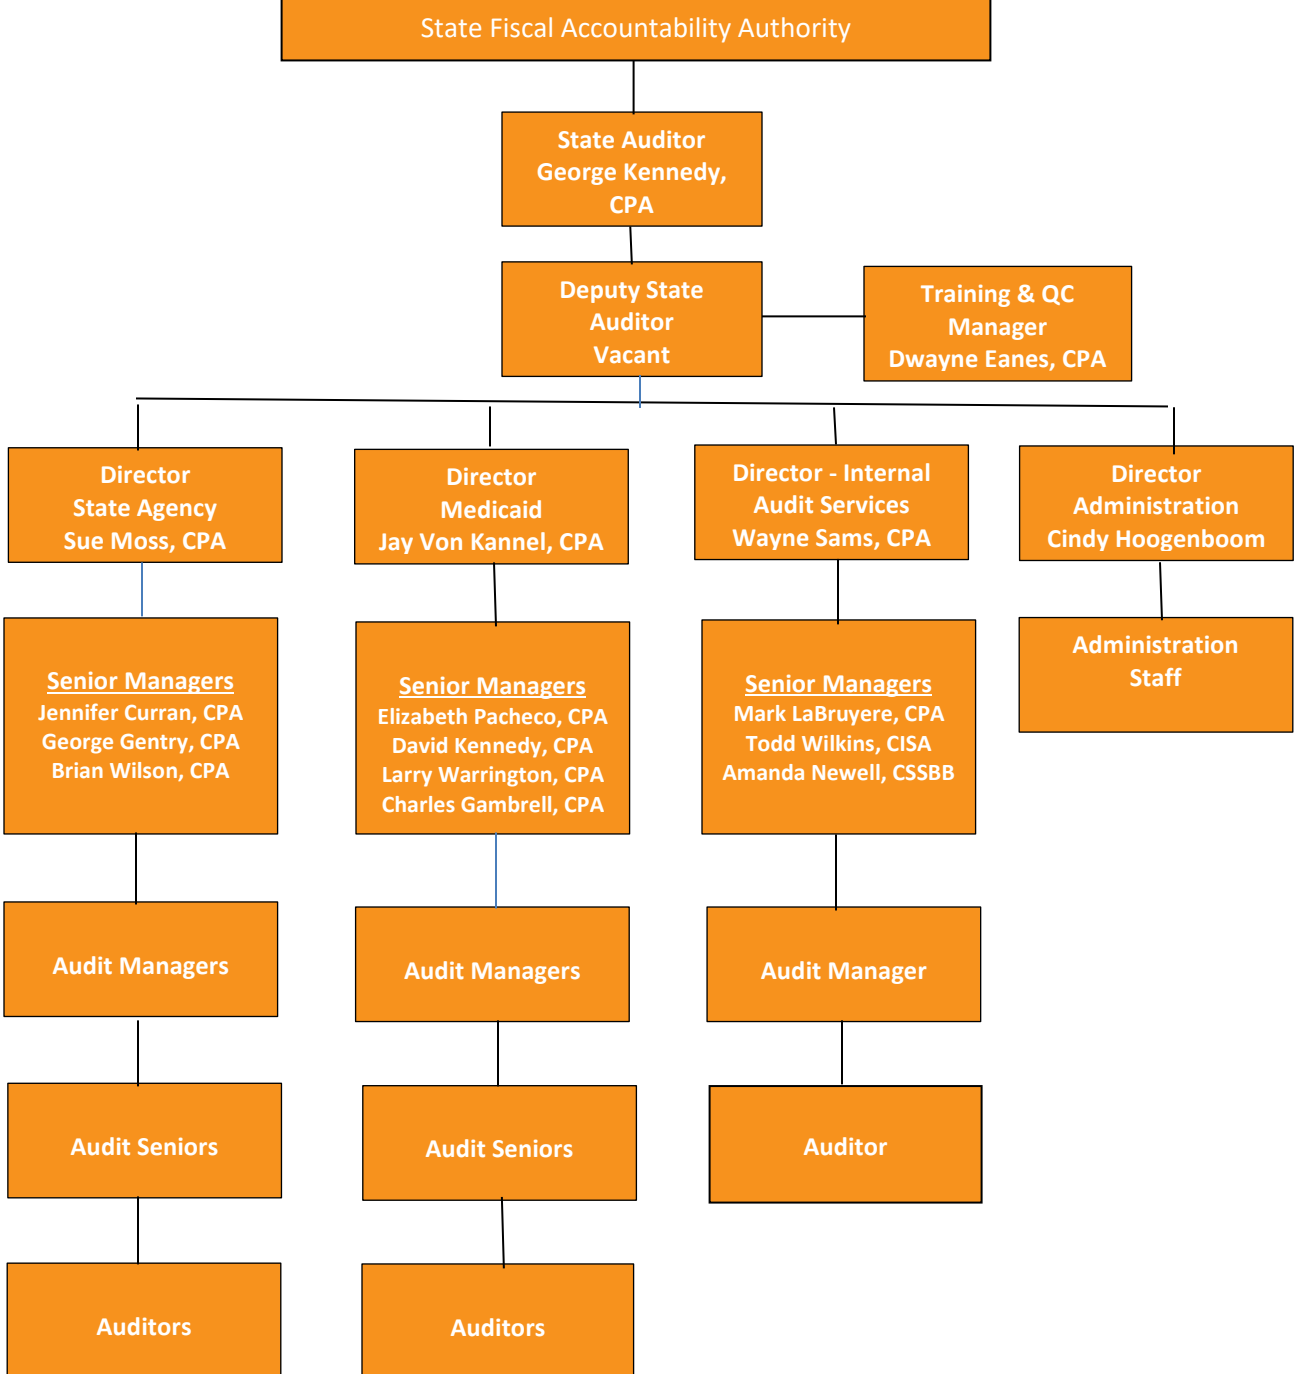 State Fiscal Accountability Authority
State Auditor
George Kennedy,
CPA
Deputy State
Auditor
Vacant
Training & QC
Manager
Dwayne Eanes, CPA
Director
State Agency
Sue Moss, CPA
Director
Medicaid
Jay Von Kannel, CPA
Director - Internal
Audit Services
Wayne Sams, CPA
Director
Administration
Cindy Hoogenboom
Senior Managers
Jennifer Curran, CPA
George Gentry, CPA
Brian Wilson, CPA
Senior Managers
Elizabeth Pacheco, CPA
David Kennedy, CPA
Larry Warrington, CPA
Charles Gambrell, CPA
Senior Managers
Mark LaBruyere, CPA
Todd Wilkins, CISA
Amanda Newell, CSSBB
Administration
Staff
Audit Managers
Audit Managers
Audit Manager
Audit Seniors
Audit Seniors
Auditor
Auditors
Auditors